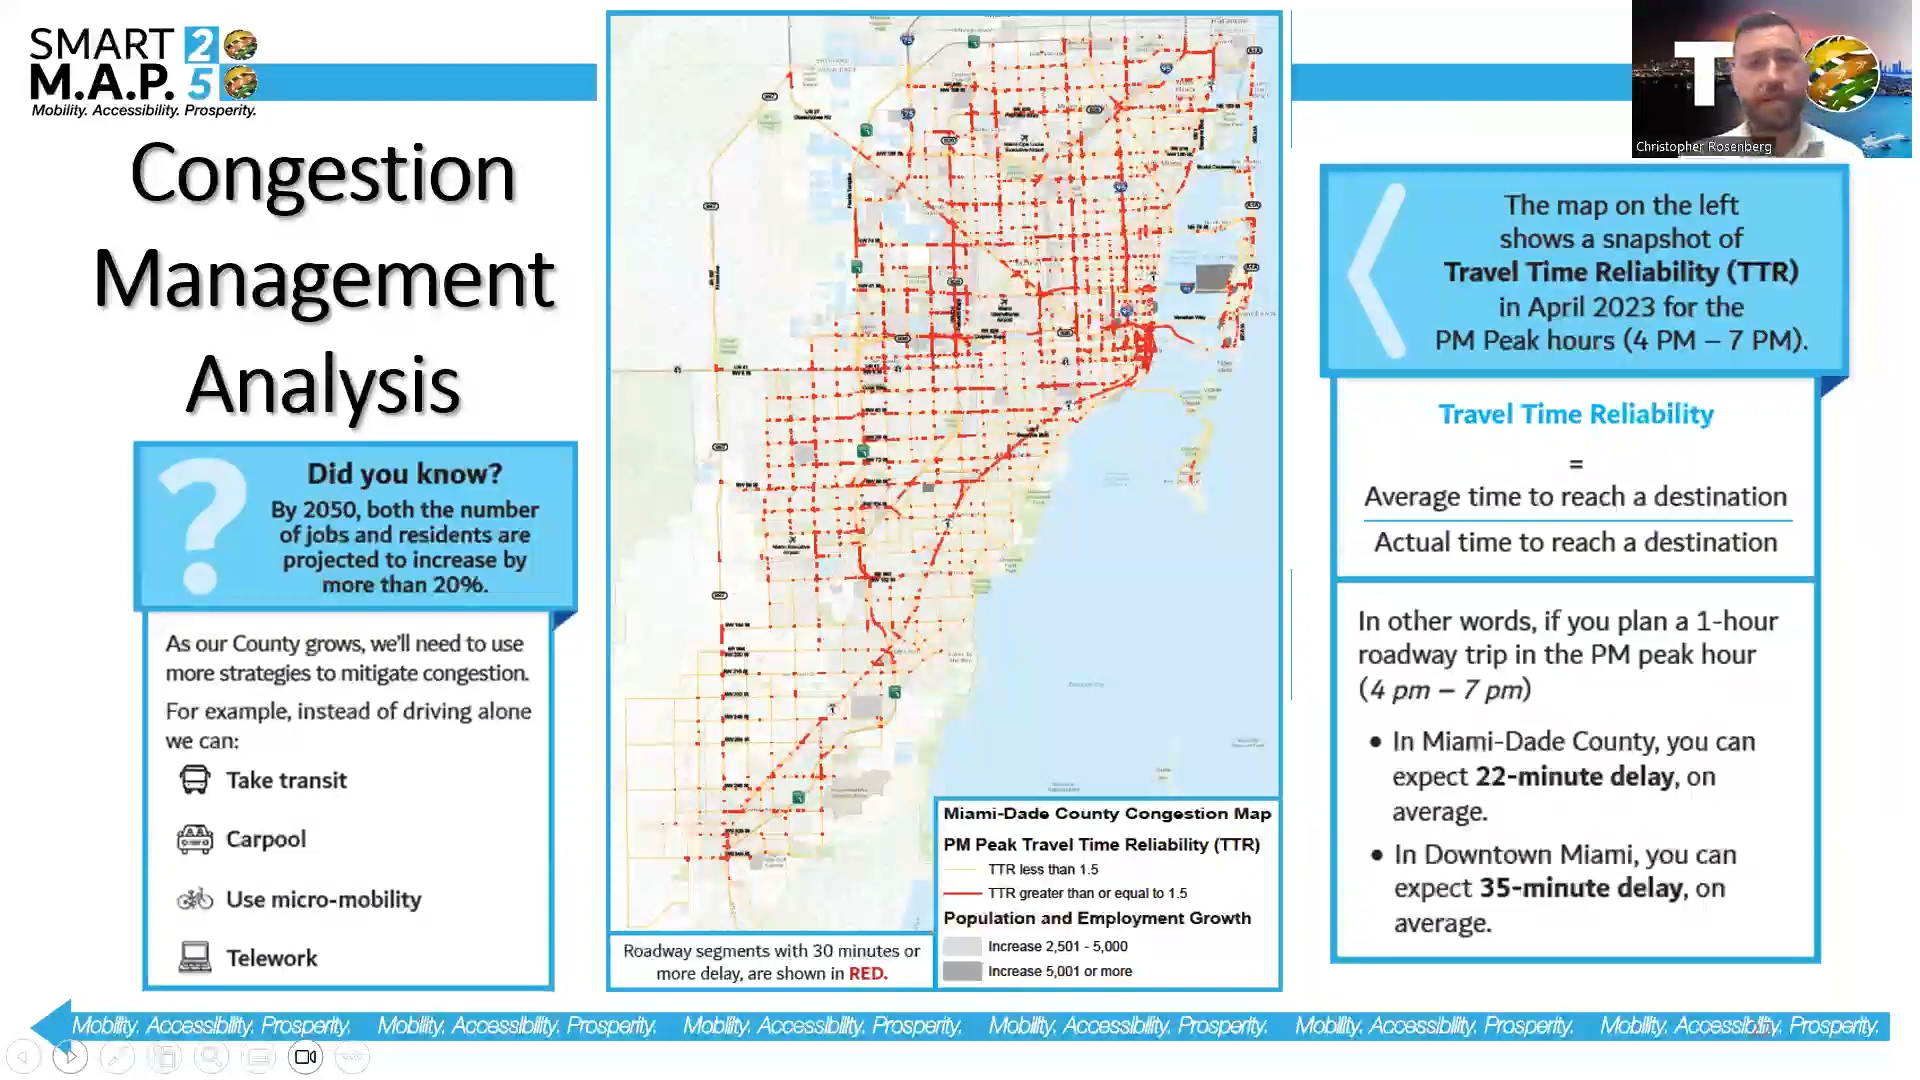 SMART 20
M.A.P. 50
Mobility. Accessibility. Prosperity.
Congestion
Management
Analysis
Did you know?
By 2050, both the number
of jobs and residents are
projected to increase by
more than 20%.
As our County grows, we'll need to use
more strategies to mitigate congestion.
For example, instead of driving alone
we can:
Take transit
Carpool
Use micro-mobility
Telework
Roadway segments with 30 minutes or
more delay, are shown in RED.
Miami-Dade County Congestion Map
PM Peak Travel Time Reliability (TTR)
TTR less than 1.5
TTR greater than or equal to 1.5
Population and Employment Growth
Increase 2,501 - 5,000
Increase 5,001 or more
Christopher Rosenberg
The map on the left
shows a snapshot of
Travel Time Reliability (TTR)
in April 2023 for the
PM Peak hours (4 PM – 7 PM).
Travel Time Reliability
=
Average time to reach a destination
Actual time to reach a destination
In other words, if you plan a 1-hour
roadway trip in the PM peak hour
(4 pm – 7 pm)
• In Miami-Dade County, you can
expect 22-minute delay, on
average.
• In Downtown Miami, you can
expect 35-minute delay, on
average.
Mobility. Accessibility. Prosperity. Mobility. Accessibility. Prosperity. Mobility. Accessibility. Prosperity. Mobility. Accessibility. Prosperity. Mobility. Accessibility. Prosperity. Mobility. Accessibility. Prosperity.